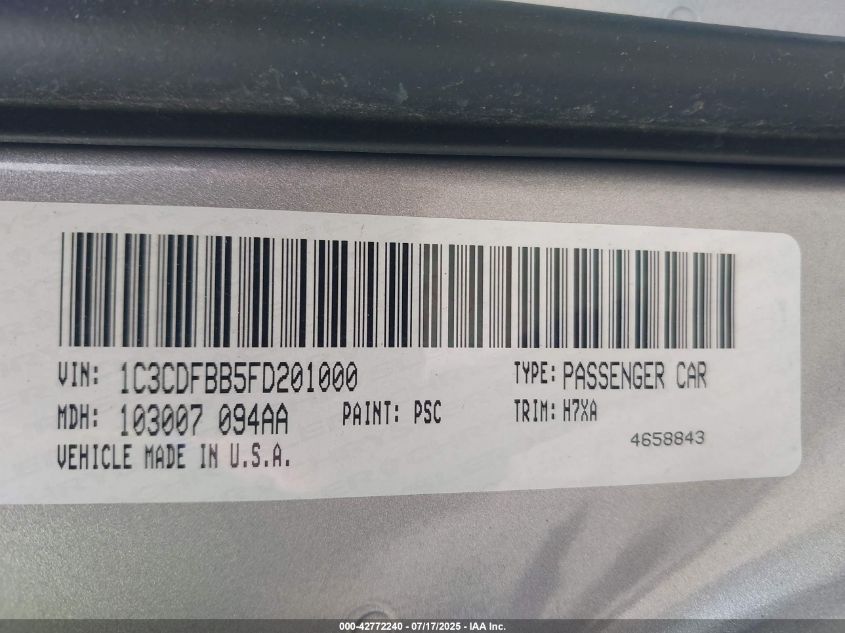 VIN: 1C3CDFBB5FD201000 TYPE: PASSENGER CAR
MDH: 103007 094AA PAINT: PSC TRIM: H7XA
4658843
VEHICLE MADE IN U.S.A.
000-42772240 - 07/17/2025 - IAA Inc.